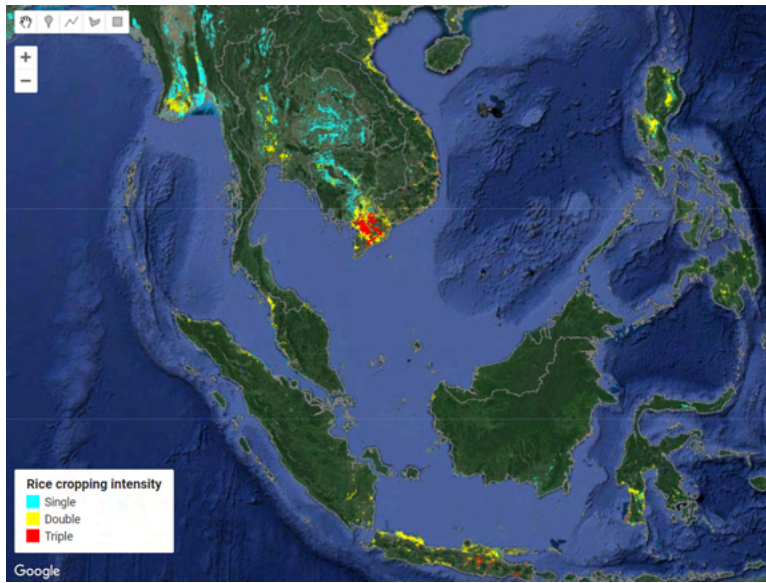 +
−
Rice cropping intensity
Single
Double
Triple
Google